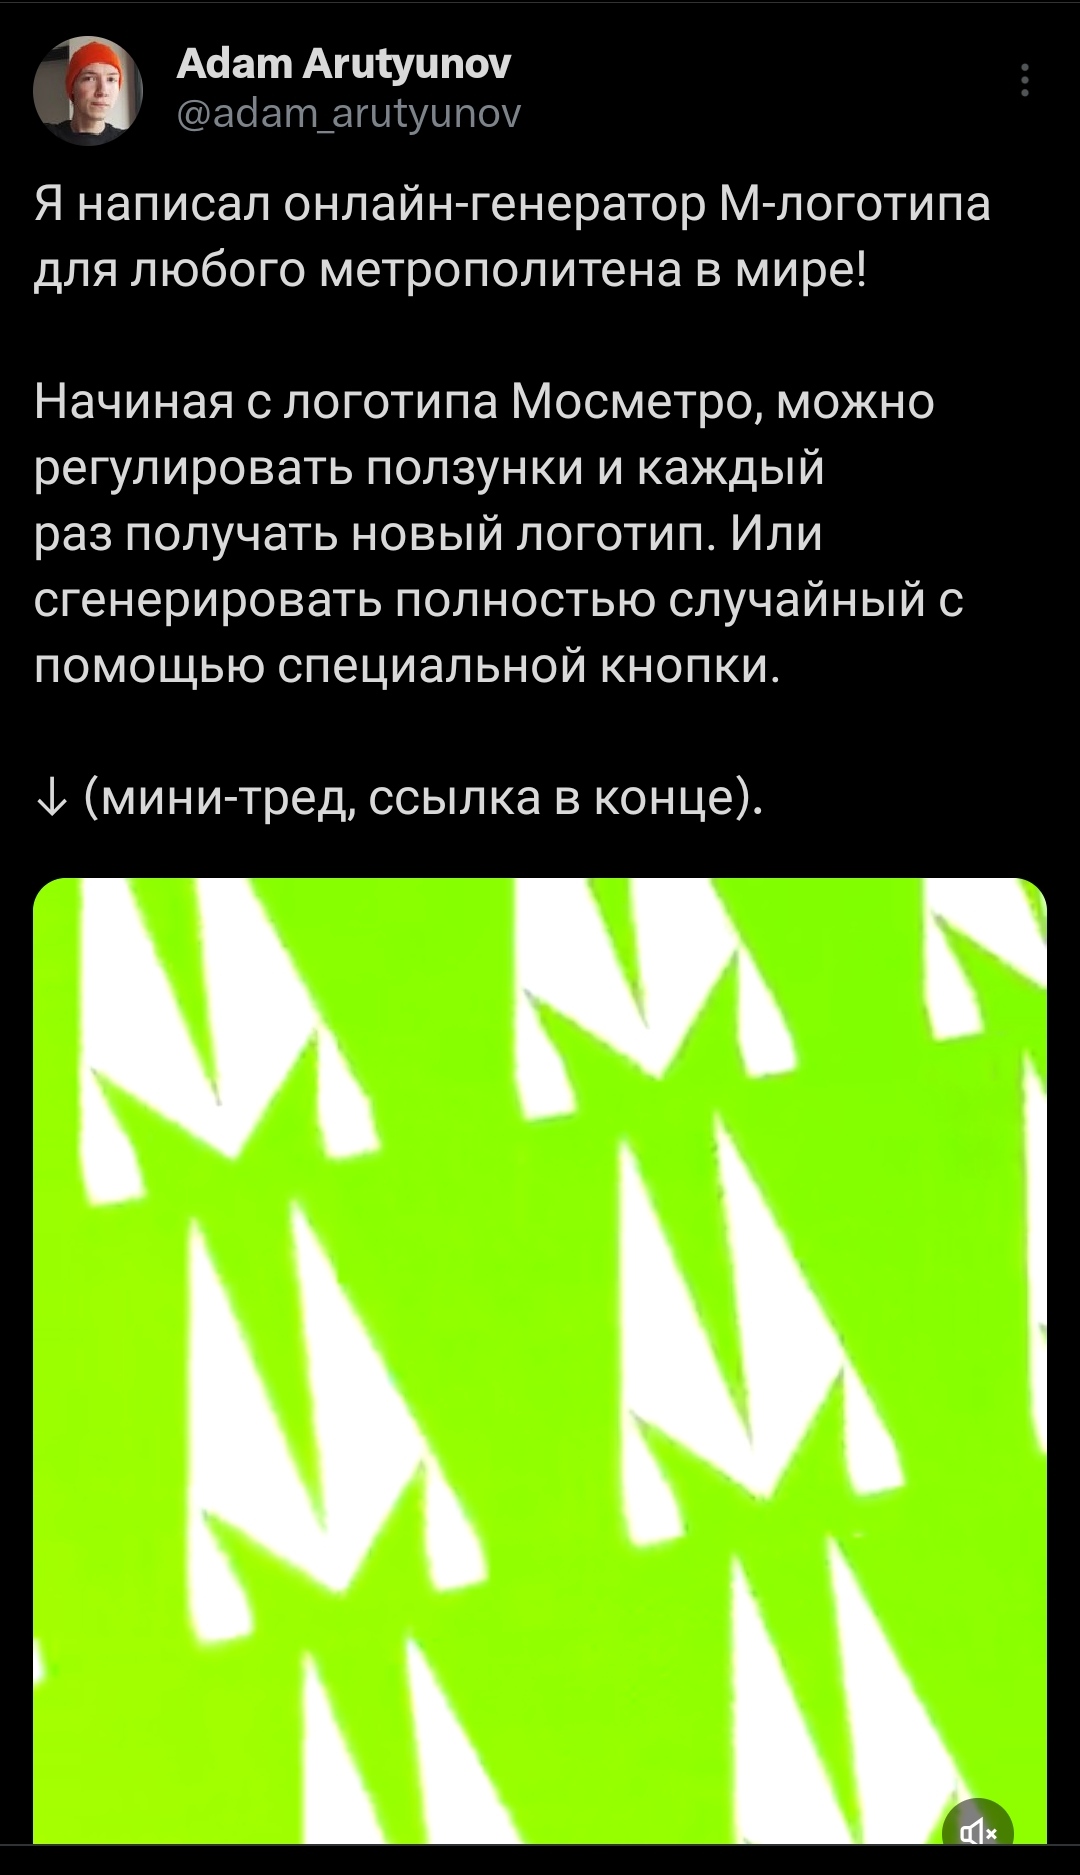 Adam Arutyunov
@adam_arutyunov
Я написал онлайн-генератор М-логотипа
для любого метрополитена в мире!
Начиная с логотипа Мосметро, можно
регулировать ползунки и каждый
раз получать новый логотип. Или
сгенерировать полностью случайный с
помощью специальной кнопки.
↓ (мини-тред, ссылка в конце).